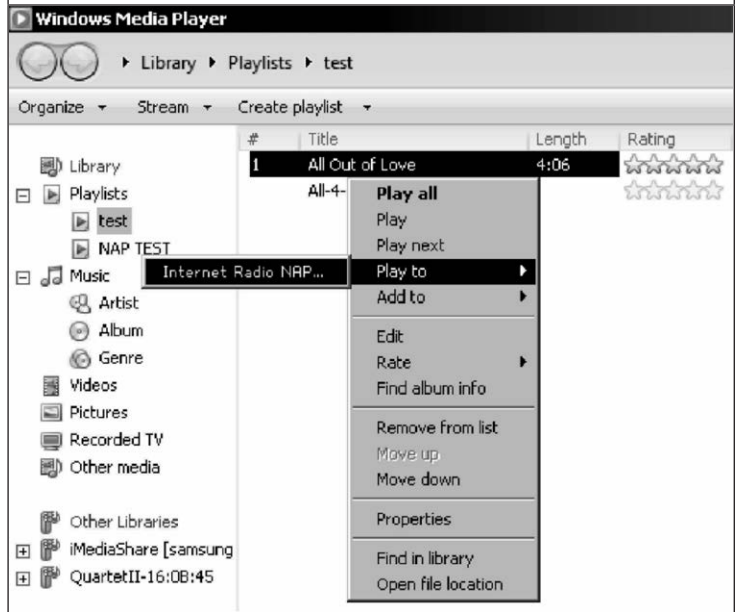 Windows Media Player
Library Playlists test
Organize Stream Create playlist
# Title Length Rating
Library
1 All Out of Love 4:06
Playlists
All-4-
test
NAP TEST
Music
Artist
Album
Genre
Videos
Pictures
Recorded TV
Other media
Other Libraries
iMediaShare [samsung
QuartetII-16:0B:45
Internet Radio NAP...
Play all
Play
Play next
Play to
Add to
Edit
Rate
Find album info
Remove from list
Move up
Move down
Properties
Find in library
Open file location